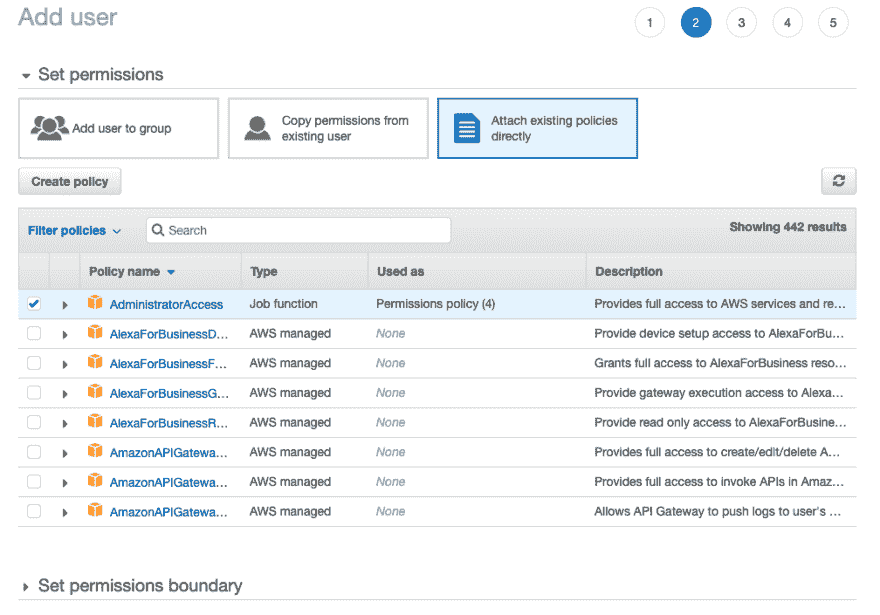 Add user
1 2 3 4 5
Set permissions
Add user to group
Copy permissions from
existing user
Attach existing policies
directly
Create policy
Filter policies Search Showing 442 results
Policy name Type Used as Description
AdministratorAccess Job function Permissions policy (4) Provides full access to AWS services and re...
AlexaForBusinessD... AWS managed None Provide device setup access to AlexaForBu...
AlexaForBusinessF... AWS managed None Grants full access to AlexaForBusiness reso...
AlexaForBusinessG... AWS managed None Provide gateway execution access to Alexa...
AlexaForBusinessR... AWS managed None Provide read only access to AlexaForBusine...
AmazonAPIGatewa... AWS managed None Provides full access to create/edit/delete A...
AmazonAPIGatewa... AWS managed None Provides full access to invoke APIs in Amaz...
AmazonAPIGatewa... AWS managed None Allows API Gateway to push logs to user's ...
Set permissions boundary